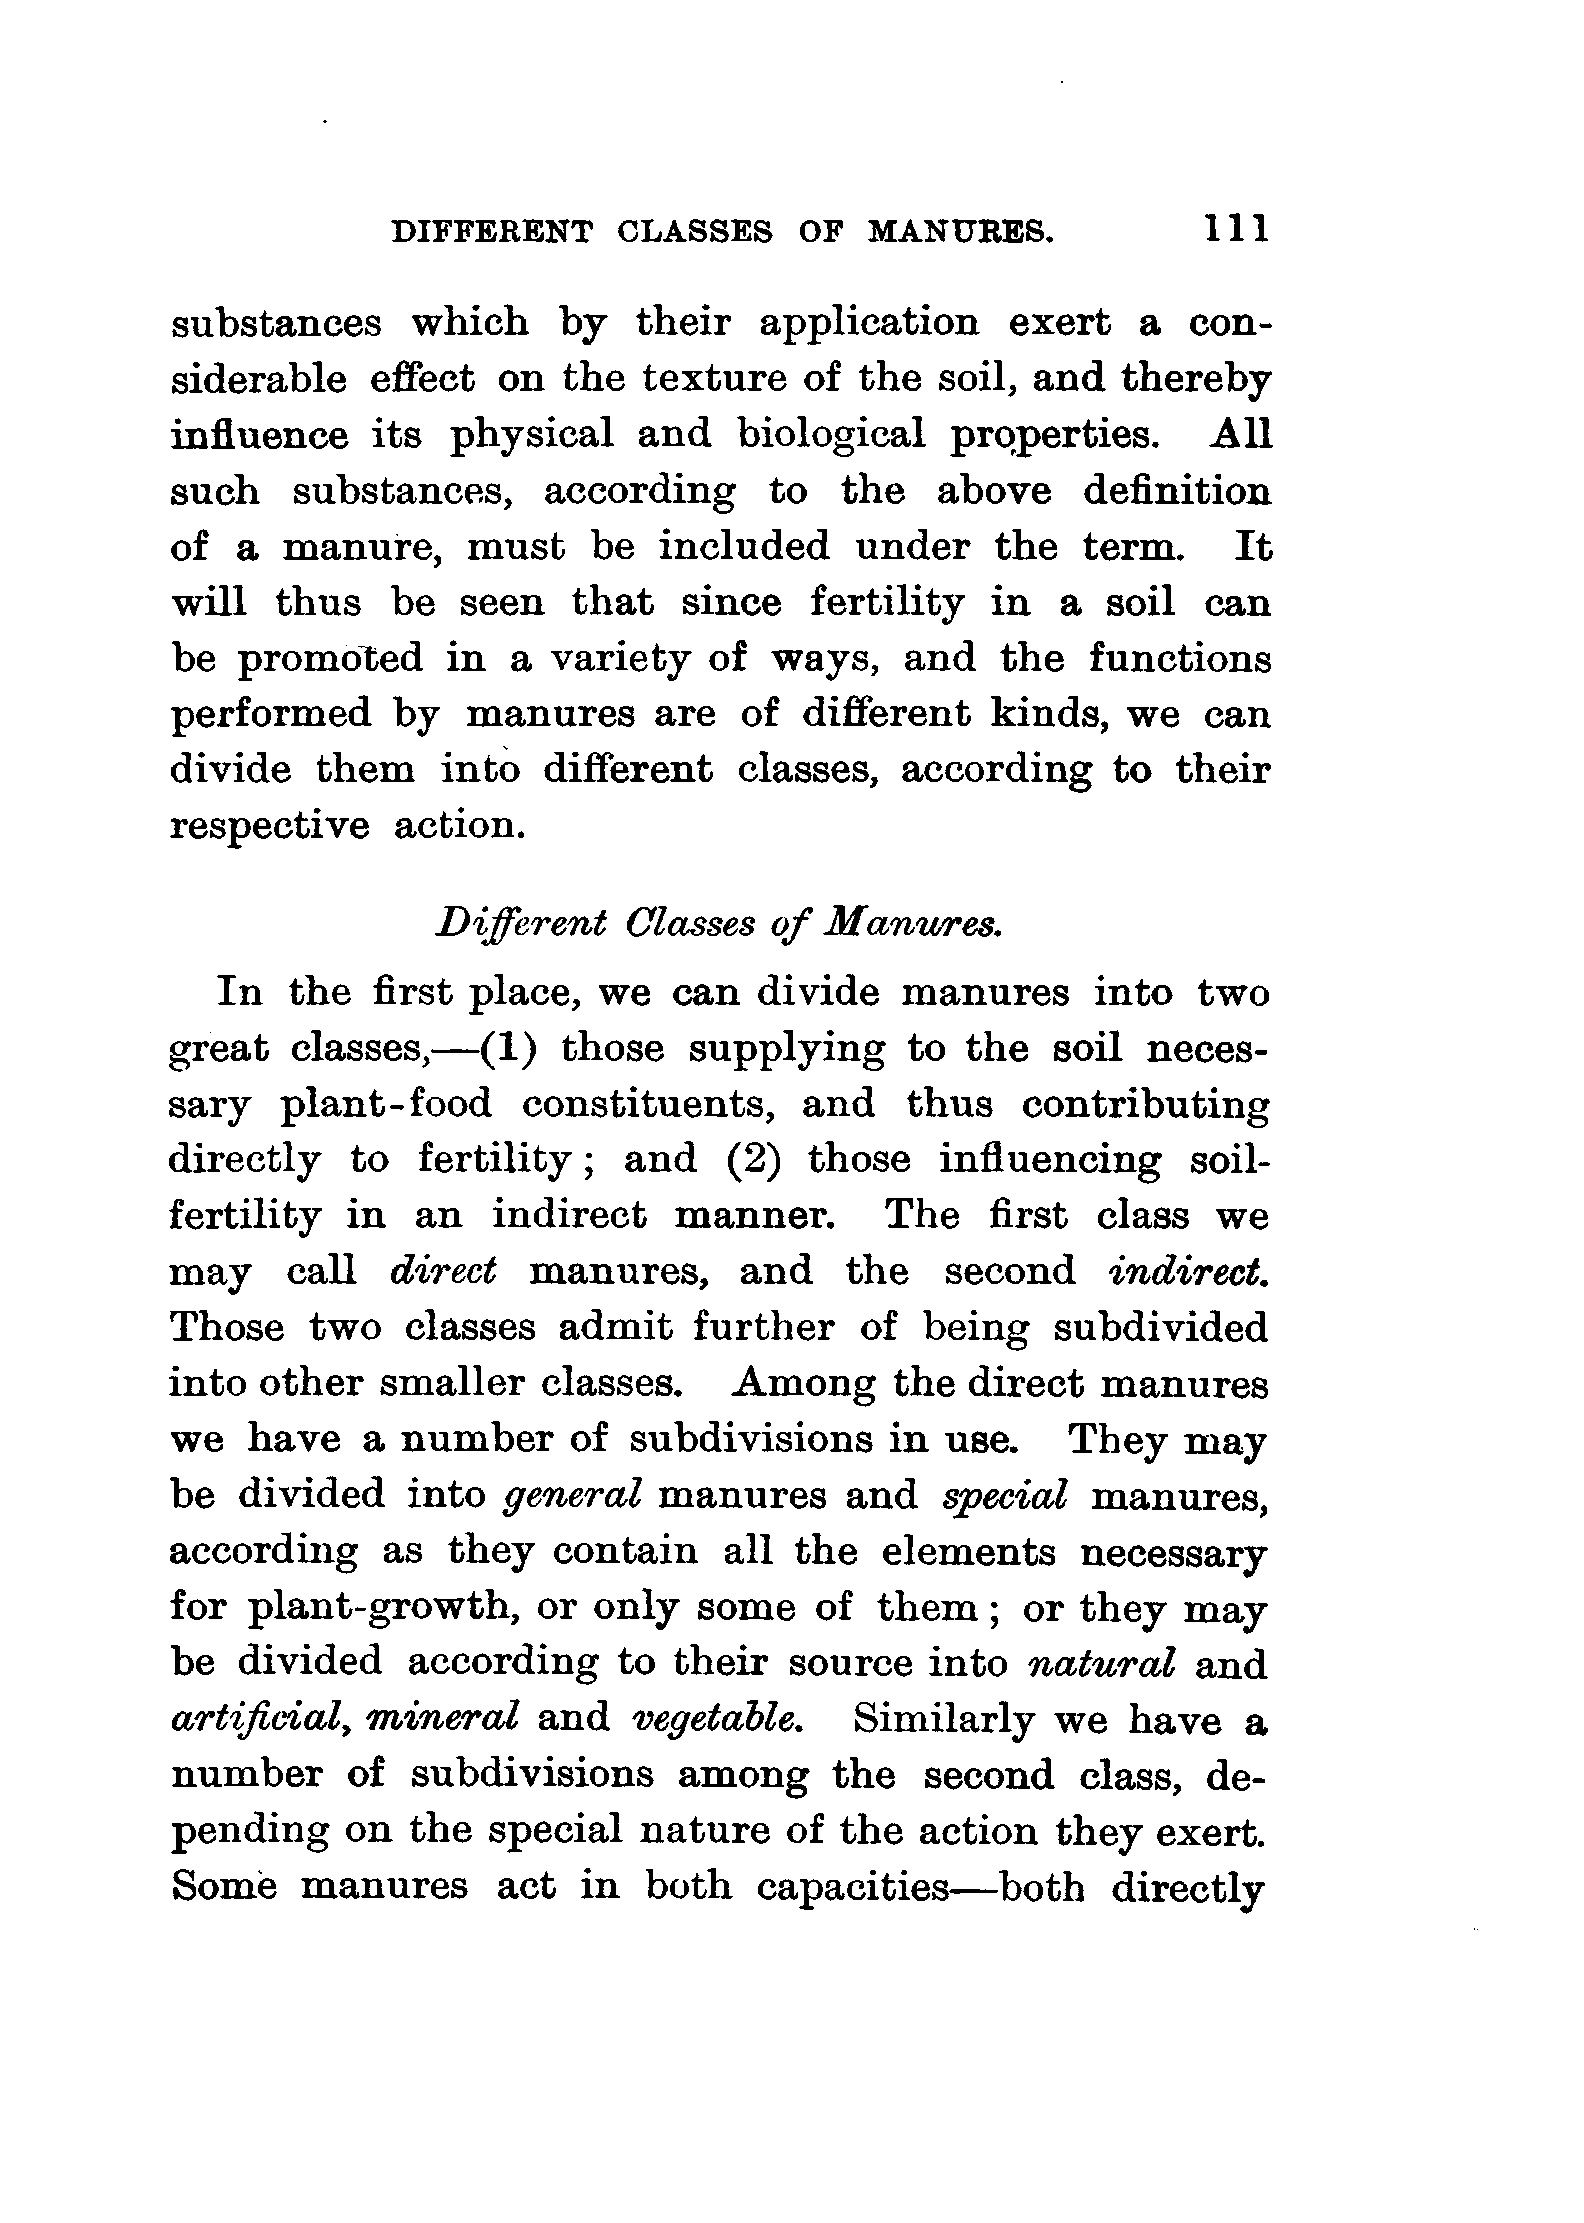 DIFFERENT CLASSES OF MANURES. 111
substances which by their application exert a con-
siderable effect on the texture of the soil, and thereby
influence its physical and biological properties. All
such substances, according to the above definition
of a manure, must be included under the term. It
will thus be seen that since fertility in a soil can
be promoted in a variety of ways, and the functions
performed by manures are of different kinds, we can
divide them into different classes, according to their
respective action.
Different Classes of Manures.
In the first place, we can divide manures into two
great classes,—(1) those supplying to the soil neces-
sary plant-food constituents, and thus contributing
directly to fertility; and (2) those influencing soil-
fertility in an indirect manner. The first class we
may call direct manures, and the second indirect.
Those two classes admit further of being subdivided
into other smaller classes. Among the direct manures
we have a number of subdivisions in use. They may
be divided into general manures and special manures,
according as they contain all the elements necessary
for plant-growth, or only some of them; or they may
be divided according to their source into natural and
artificial, mineral and vegetable. Similarly we have a
number of subdivisions among the second class, de-
pending on the special nature of the action they exert.
Some manures act in both capacities—both directly